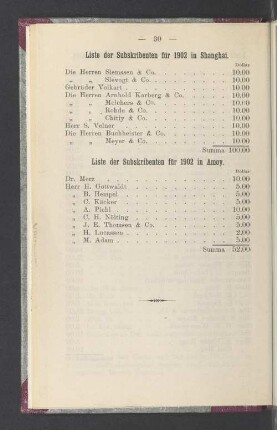 — 30 —
Liste der Subskribenten für 1902 in Shanghai.
Dollar
Die Herren Siemssen & Co. 10.00
„ „ Slevogt & Co. 10.00
Gebrüder Volkart 10.00
Die Herren Arnhold Karberg & Co. 10.00
„ „ Melchers & Co. 10.00
„ „ Rohde & Co. 10.00
„ „ Chitty & Co. 10.00
Herr S. 10.00
Die Herren Buchheister & Co. 10.00
„ „ Meyer & Co. 10.00
Summa 100.00
Liste der Subskribenten für 1902 in Amoy.
Dollar
Dr. Merz 10.00
Herr E. Gottwaldt 5.00
„ B. Hempel 5.00
„ C. 5.00
„ A. Piehl 10.00
„ C. H. Nölting 5.00
„ J. E. Thomsen & Co. 5.00
„ H. 2.00
„ M. Adam 5.00
Summa 52.00